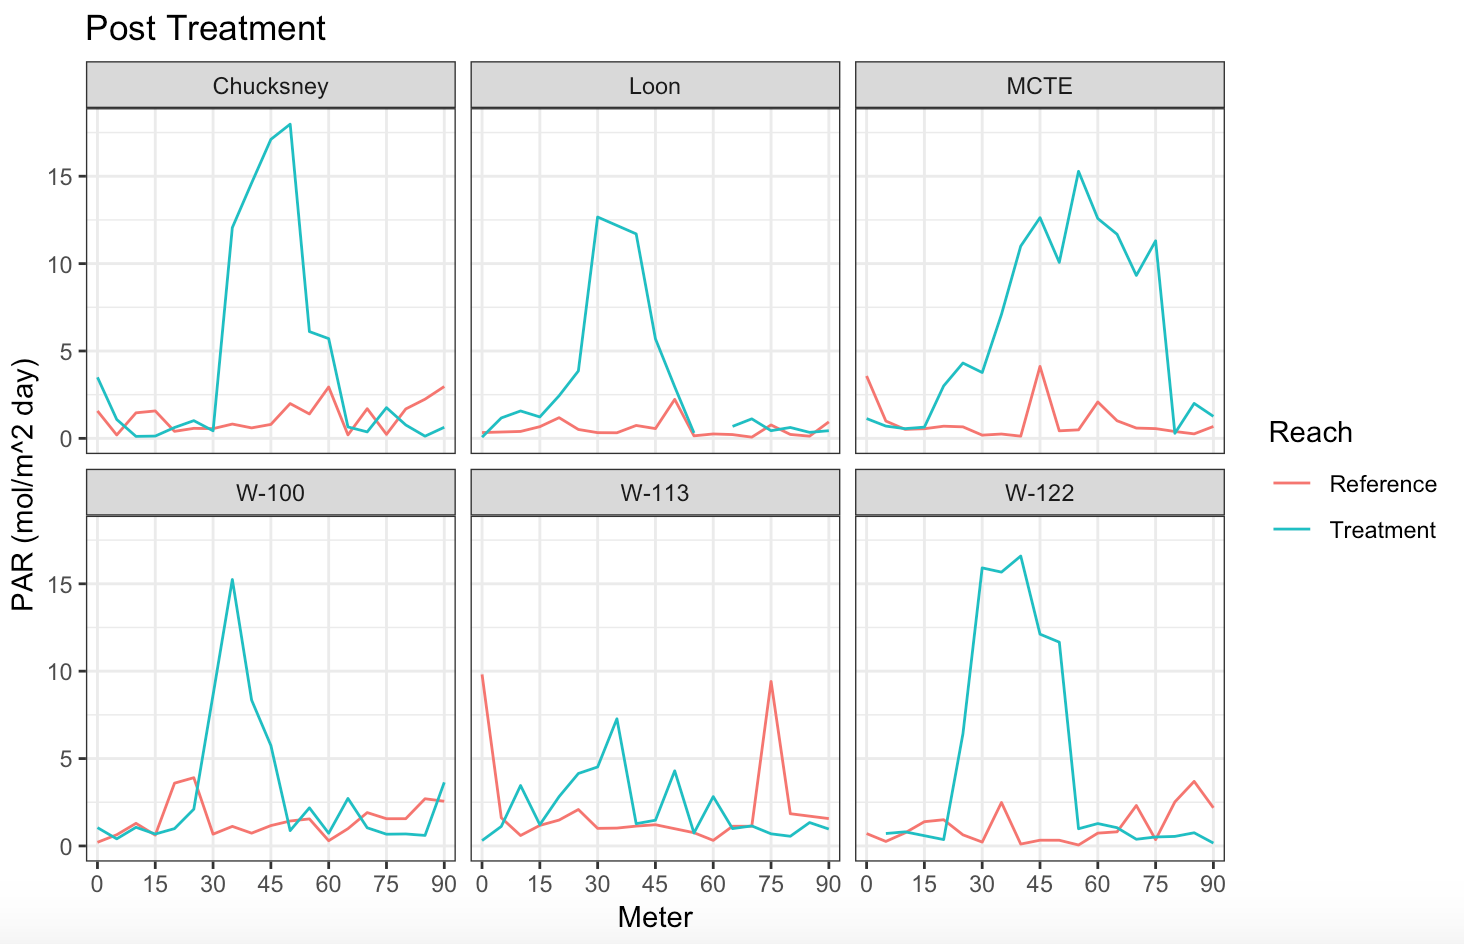 Post Treatment
Chucksney Loon MCTE
15
10
5
0
W-100 W-113 W-122
15
10
5
0
0 15 30 45 60 75 90 0 15 30 45 60 75 90 0 15 30 45 60 75 90
Meter
PAR (mol/m^2 day)
Reach
Reference
Treatment